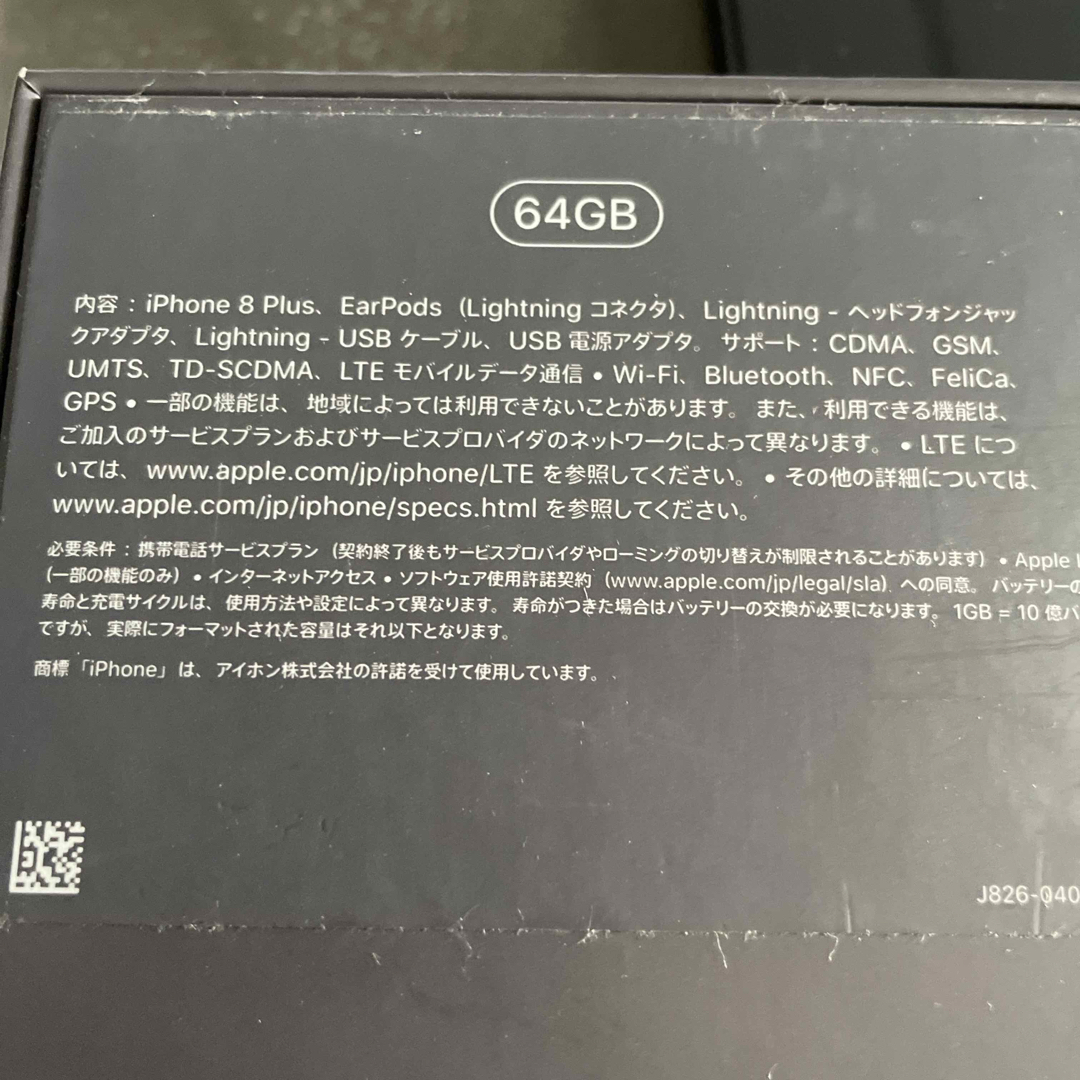 64GB
内容：iPhone 8 Plus、EarPods（Lightning コネクタ）、Lightning - ヘッドフォンジャッ
クアダプタ、Lightning - USB ケーブル、USB 電源アダプタ。サポート：CDMA、GSM、
UMTS、TD-SCDMA、LTE モバイルデータ通信 • Wi-Fi、Bluetooth、NFC、FeliCa、
GPS • 一部の機能は、地域によっては利用できないことがあります。また、利用できる機能は、
ご加入のサービスプランおよびサービスプロバイダのネットワークによって異なります。• LTE につ
いては、www.apple.com/jp/iphone/LTE を参照してください。• その他の詳細については、
www.apple.com/jp/iphone/specs.html を参照してください。
必要条件：携帯電話サービスプラン（契約終了後もサービスプロバイダやローミングの切り替えが制限されることがあります）• Apple
（一部の機能のみ）• インターネットアクセス • ソフトウェア使用許諾契約（www.apple.com/jp/legal/sla）への同意。バッテリーの
寿命と充電サイクルは、使用方法や設定によって異なります。寿命がつきた場合はバッテリーの交換が必要になります。1GB = 10 億バ
ですが、実際にフォーマットされた容量はそれ以下となります。
商標「iPhone」は、アイホン株式会社の許諾を受けて使用しています。
J826-040